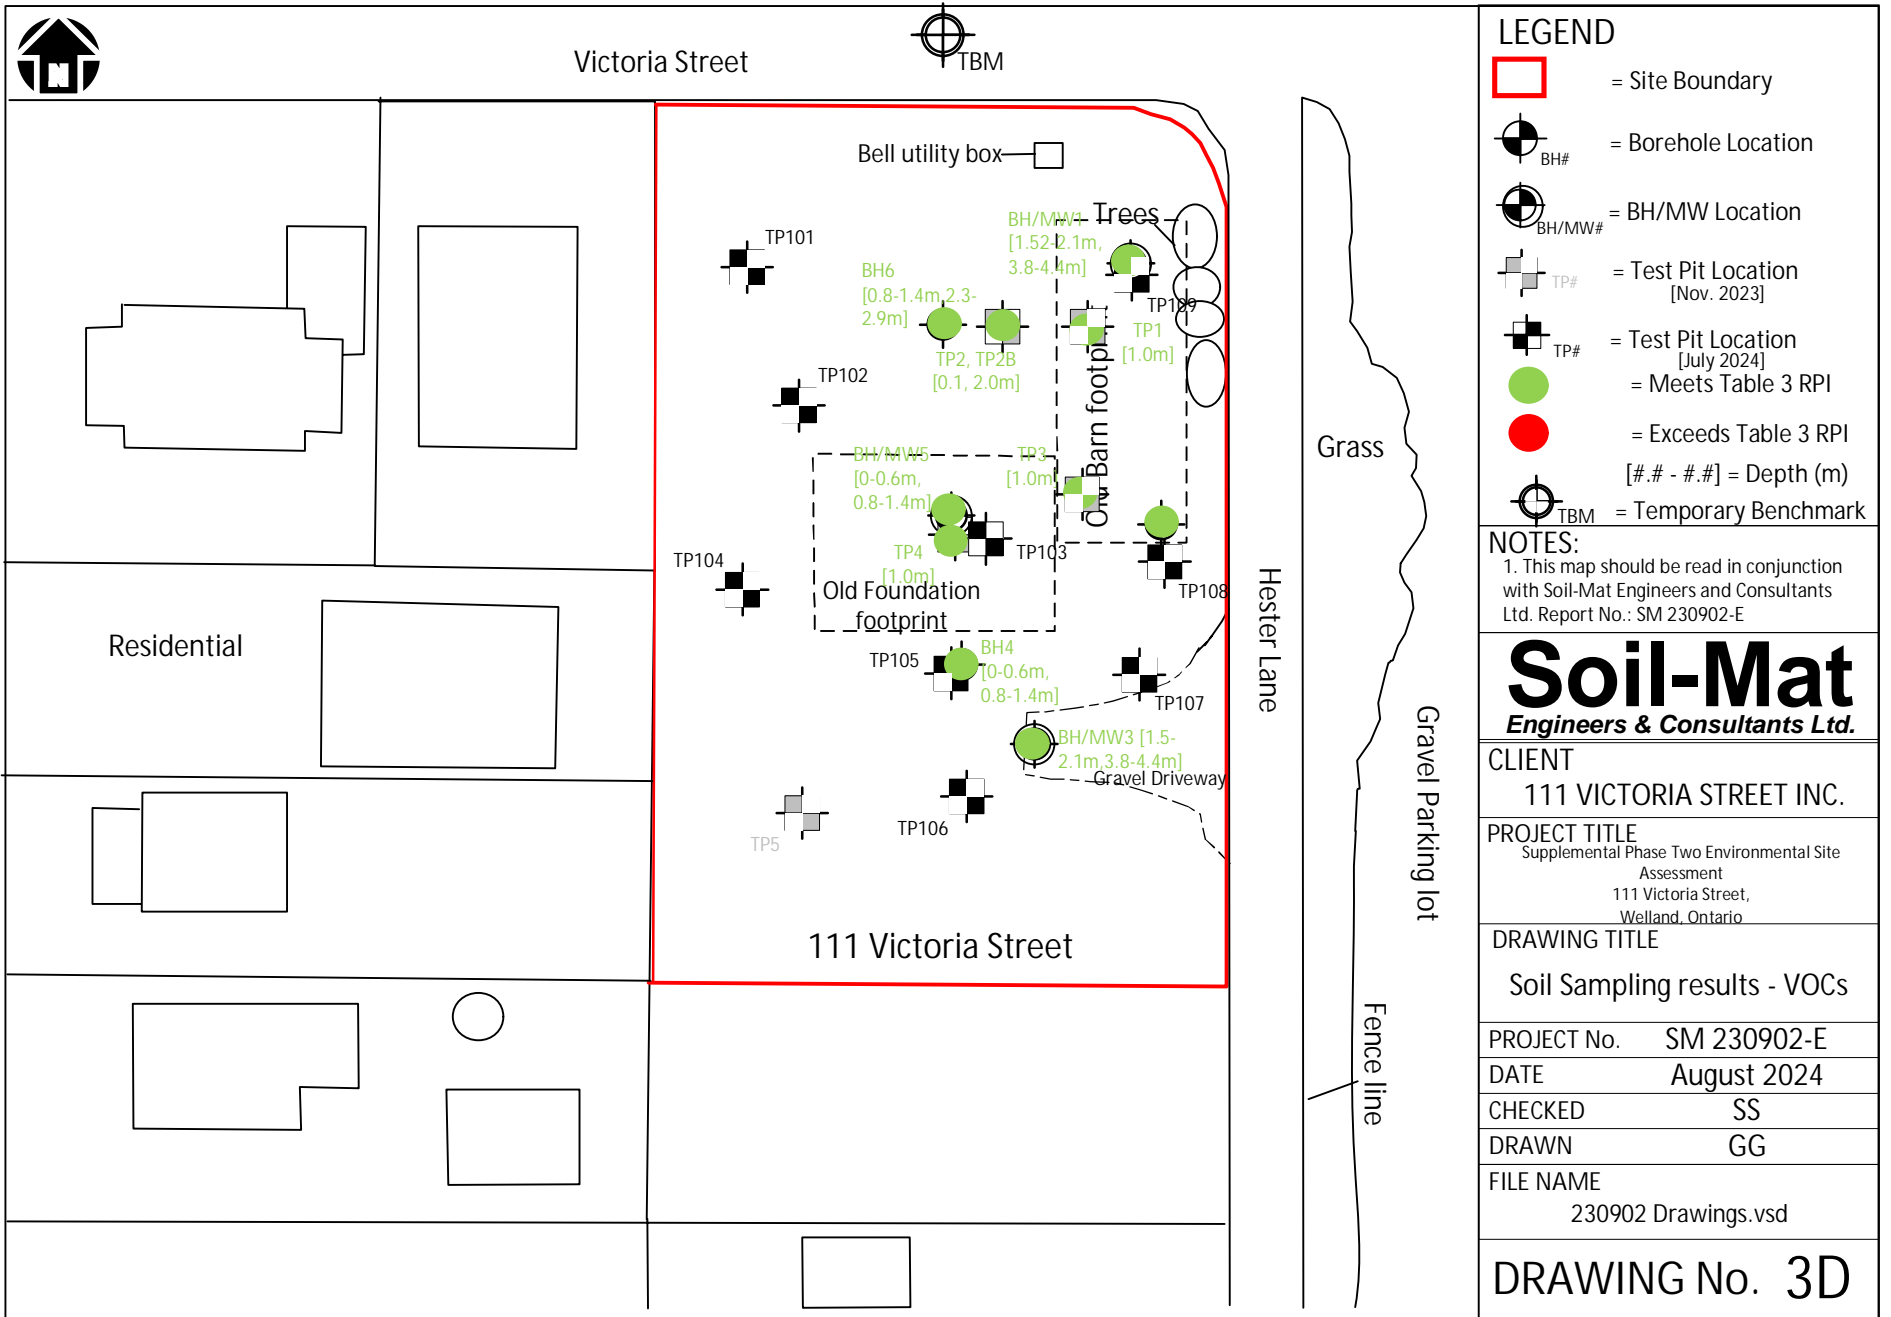 N
Victoria Street
TBM
Bell utility box
Trees
BH/MW1
[1.52-2.1m,
3.8-4.4m]
TP101
TP109
BH6
[0.8-1.4m,2.3-
2.9m]
TP2, TP2B
[0.1, 2.0m]
TP1
[1.0m]
Old Barn footprint
TP102
BH/MW5
[0-0.6m,
0.8-1.4m]
TP3
[1.0m]
TP4
[1.0m]
TP103
TP104
TP108
Old Foundation
footprint
Residential
TP105
BH4
[0-0.6m,
0.8-1.4m]
TP107
BH/MW3 [1.5-
2.1m,3.8-4.4m]
Gravel Driveway
TP106
TP5
111 Victoria Street
Hester Lane
Grass
Gravel Parking lot
Fence line
LEGEND
= Site Boundary
BH#
= Borehole Location
BH/MW#
= BH/MW Location
TP#
= Test Pit Location
[Nov. 2023]
TP#
= Test Pit Location
[July 2024]
= Meets Table 3 RPI
= Exceeds Table 3 RPI
[#.# - #.#] = Depth (m)
TBM
= Temporary Benchmark
NOTES:
1. This map should be read in conjunction
with Soil-Mat Engineers and Consultants
Ltd. Report No.: SM 230902-E
Soil-Mat
Engineers & Consultants Ltd.
CLIENT
111 VICTORIA STREET INC.
PROJECT TITLE
Supplemental Phase Two Environmental Site
Assessment
111 Victoria Street,
Welland, Ontario
DRAWING TITLE
Soil Sampling results - VOCs
PROJECT No. SM 230902-E
DATE August 2024
CHECKED SS
DRAWN GG
FILE NAME
230902 Drawings.vsd
DRAWING No. 3D